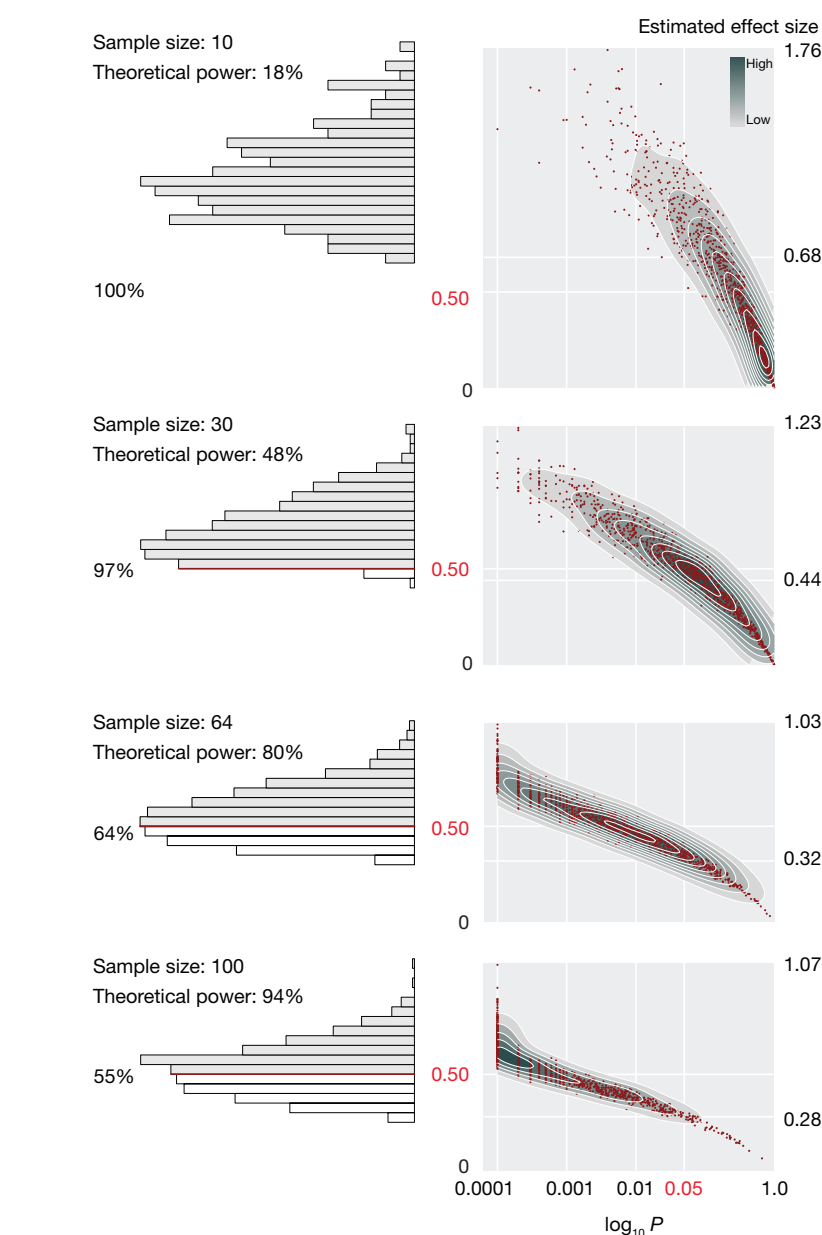 Estimated effect size
Sample size: 10
1.76
Theoretical power: 18%
High
Low
0.68
100%
0.50
0
Sample size: 30
1.23
Theoretical power: 48%
97%
0.50
0.44
0
Sample size: 64
1.03
Theoretical power: 80%
64%
0.50
0.32
0
Sample size: 100
1.07
Theoretical power: 94%
55%
0.50
0.28
0
0.0001 0.001 0.01 0.05 1.0
log₁₀ P